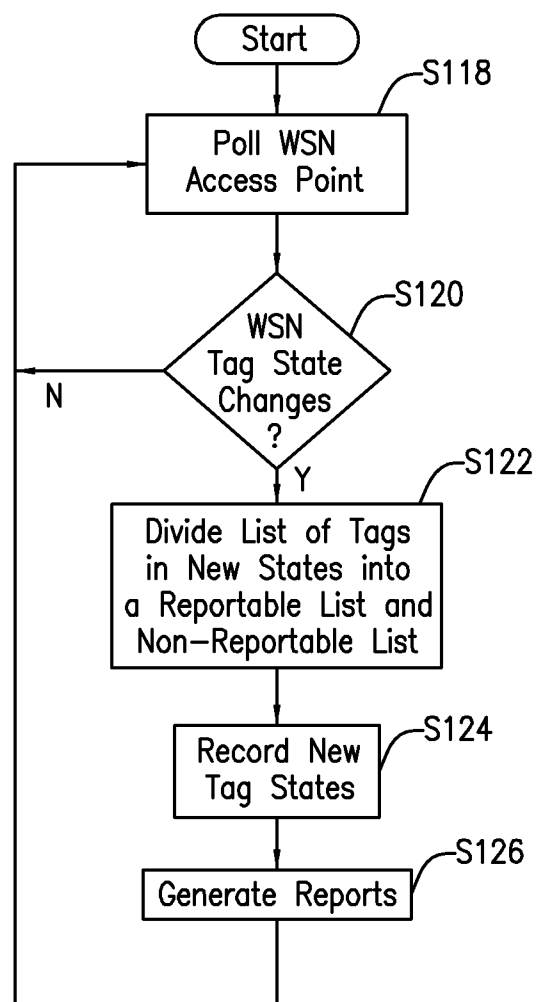 Start
S118
Poll WSN
Access Point
S120
WSN
Tag State
Changes
?
N
Y
S122
Divide List of Tags
in New States into
a Reportable List and
Non-Reportable List
S124
Record New
Tag States
S126
Generate Reports